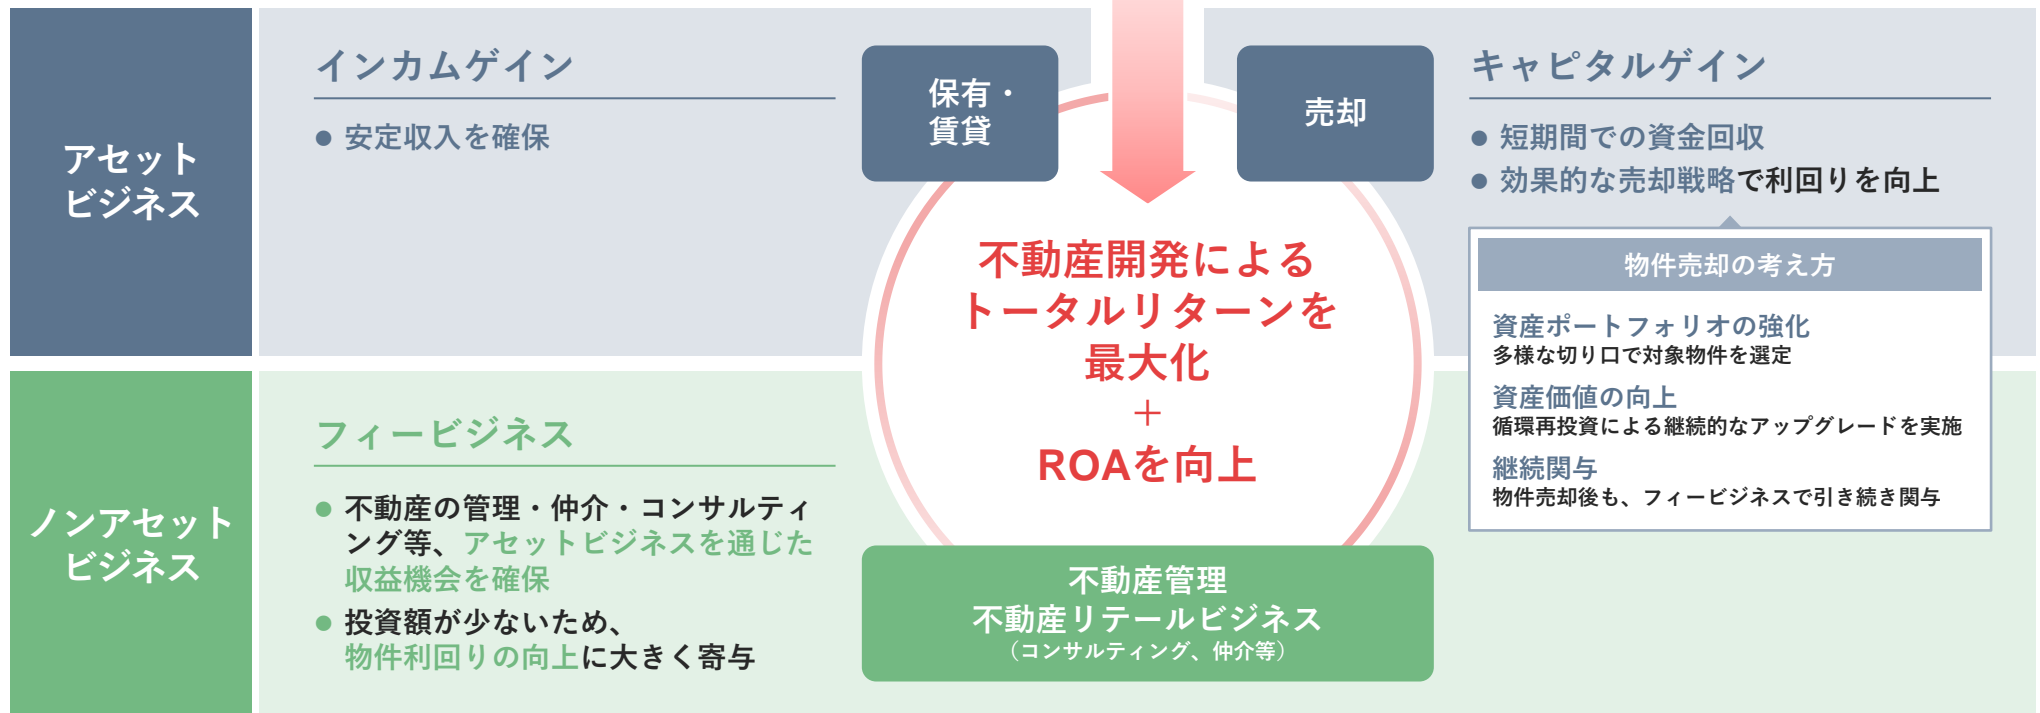 アセット
ビジネス
インカムゲイン
● 安定収入を確保
保有・
賃貸
売却
キャピタルゲイン
● 短期間での資金回収
● 効果的な売却戦略で利回りを向上
物件売却の考え方
資産ポートフォリオの強化
多様な切り口で対象物件を選定
資産価値の向上
循環再投資による継続的なアップグレードを実施
継続関与
物件売却後も、フィービジネスで引き続き関与
不動産開発による
トータルリターンを
最大化
＋
ROAを向上
ノンアセット
ビジネス
フィービジネス
● 不動産の管理・仲介・コンサルティ
ング等、アセットビジネスを通じた
収益機会を確保
● 投資額が少ないため、
物件利回りの向上に大きく寄与
不動産管理
不動産リテールビジネス
（コンサルティング、仲介等）